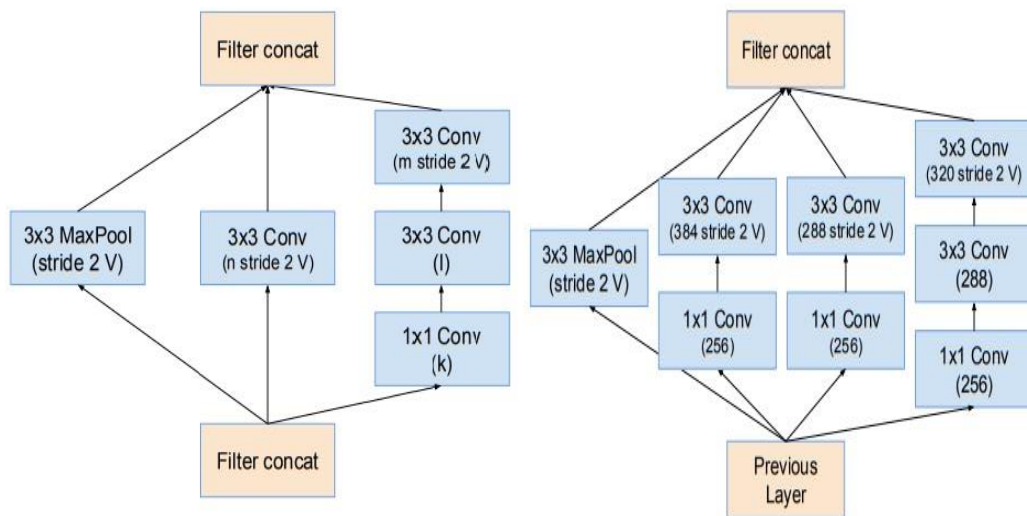 Filter concat
3x3 Conv
(m stride 2 V)
3x3 MaxPool
(stride 2 V)
3x3 Conv
(n stride 2 V)
3x3 Conv
(l)
1x1 Conv
(k)
Filter concat
Filter concat
3x3 Conv
(320 stride 2 V)
3x3 MaxPool
(stride 2 V)
3x3 Conv
(384 stride 2 V)
3x3 Conv
(288 stride 2 V)
3x3 Conv
(288)
1x1 Conv
(256)
1x1 Conv
(256)
1x1 Conv
(256)
Previous
Layer